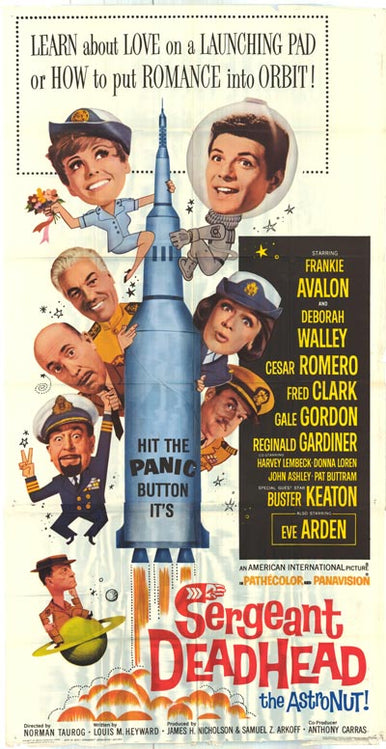 LEARN about LOVE on a LAUNCHING PAD
or HOW to put ROMANCE into ORBIT!
HIT THE
PANIC
BUTTON
IT'S
STARRING
FRANKIE
AVALON
AND
DEBORAH
WALLEY
CESAR ROMERO
FRED CLARK
GALE GORDON
REGINALD GARDINER
CO-STARRING
HARVEY LEMBECK · DONNA LOREN
JOHN ASHLEY · PAT BUTTRAM
SPECIAL GUEST STAR
BUSTER KEATON
ALSO STARRING
EVE ARDEN
AN AMERICAN INTERNATIONAL PICTURE
IN PATHECOLOR AND PANAVISION
Sergeant
DEADHEAD
the AstroNUT!
Directed by
NORMAN TAUROG
Written by
LOUIS M. HEYWARD
Produced by
JAMES H. NICHOLSON & SAMUEL Z. ARKOFF
Co-Producer
ANTHONY CARRAS